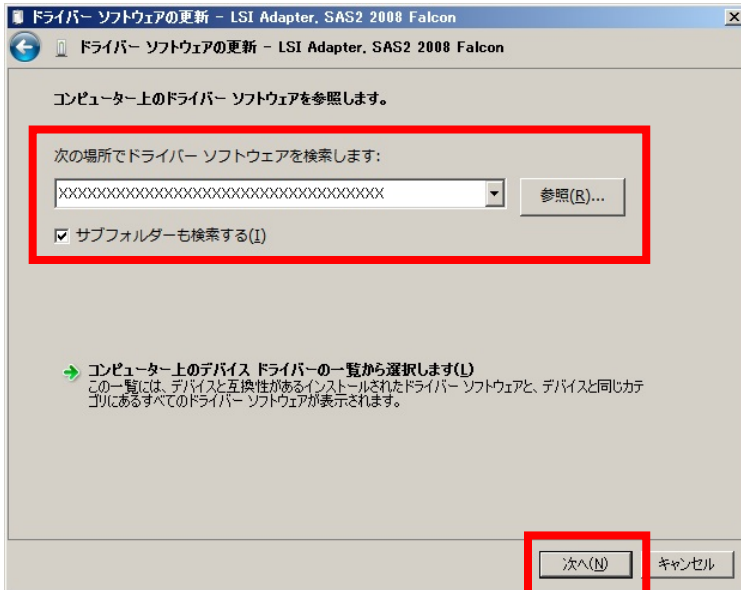 ドライバー ソフトウェアの更新 - LSI Adapter, SAS2 2008 Falcon
ドライバー ソフトウェアの更新 - LSI Adapter, SAS2 2008 Falcon
コンピューター上のドライバー ソフトウェアを参照します。
次の場所でドライバー ソフトウェアを検索します:
XXXXXXXXXXXXXXXXXXXXXXXXXXXXXXXXXX
参照(R)...
サブフォルダーも検索する(I)
コンピューター上のデバイス ドライバーの一覧から選択します(L)
この一覧には、デバイスと互換性があるインストールされたドライバー ソフトウェアと、デバイスと同じカテ
ゴリにあるすべてのドライバー ソフトウェアが表示されます。
次へ(N)
キャンセル